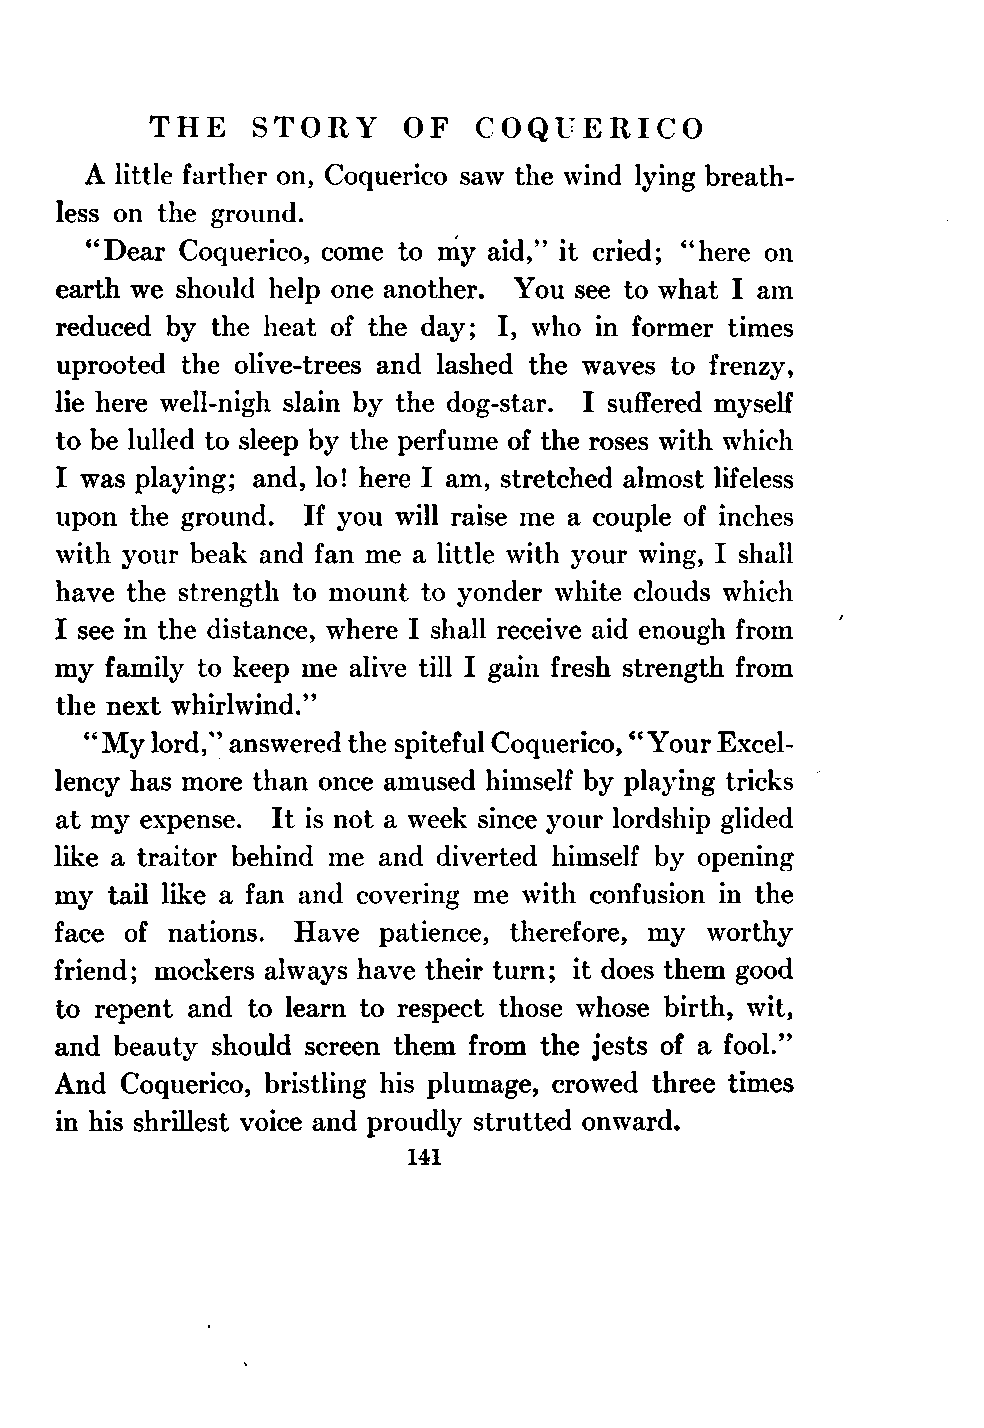 THE STORY OF COQUERICO
A little farther on, Coquerico saw the wind lying breath-
less on the ground.
“Dear Coquerico, come to my aid,” it cried; “here on
earth we should help one another. You see to what I am
reduced by the heat of the day; I, who in former times
uprooted the olive-trees and lashed the waves to frenzy,
lie here well-nigh slain by the dog-star. I suffered myself
to be lulled to sleep by the perfume of the roses with which
I was playing; and, lo! here I am, stretched almost lifeless
upon the ground. If you will raise me a couple of inches
with your beak and fan me a little with your wing, I shall
have the strength to mount to yonder white clouds which
I see in the distance, where I shall receive aid enough from
my family to keep me alive till I gain fresh strength from
the next whirlwind.”
“My lord,” answered the spiteful Coquerico, “Your Excel-
lency has more than once amused himself by playing tricks
at my expense. It is not a week since your lordship glided
like a traitor behind me and diverted himself by opening
my tail like a fan and covering me with confusion in the
face of nations. Have patience, therefore, my worthy
friend; mockers always have their turn; it does them good
to repent and to learn to respect those whose birth, wit,
and beauty should screen them from the jests of a fool.”
And Coquerico, bristling his plumage, crowed three times
in his shrillest voice and proudly strutted onward.
141